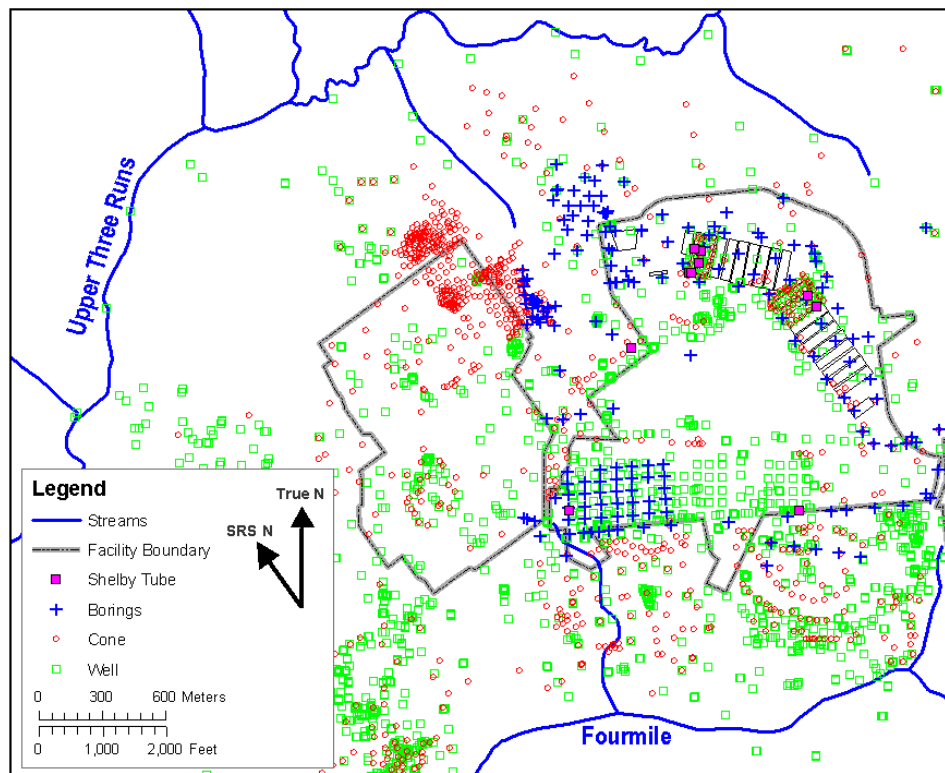 Upper Three Runs
Legend
Streams
Facility Boundary
Shelby Tube
Borings
Cone
Well
True N
SRS N
0 300 600 Meters
0 1,000 2,000 Feet
Fourmile